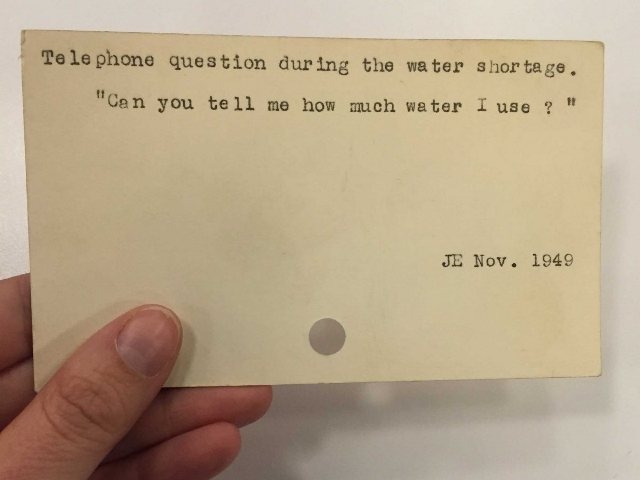 Telephone question during the water shortage.
"Can you tell me how much water I use ? "
JE Nov. 1949